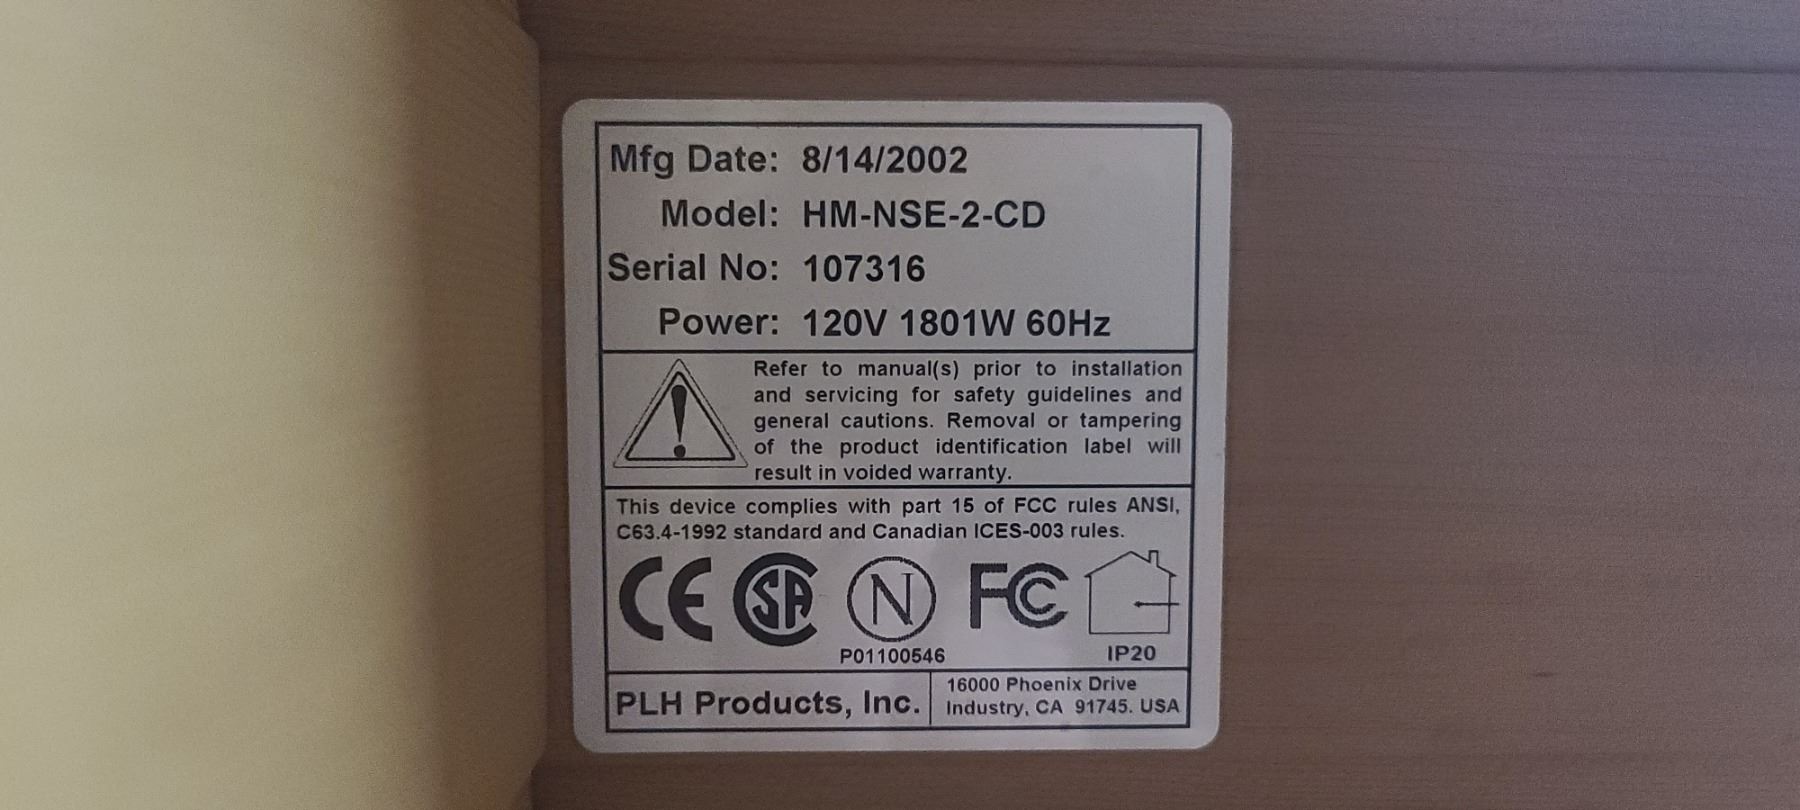 Mfg Date: 8/14/2002
Model: HM-NSE-2-CD
Serial No: 107316
Power: 120V 1801W 60Hz
Refer to manual(s) prior to installation
and servicing for safety guidelines and
general cautions. Removal or tampering
of the product identification label will
result in voided warranty.
This device complies with part 15 of FCC rules ANSI,
C63.4-1992 standard and Canadian ICES-003 rules.
CE SA N FC
P01100546 IP20
PLH Products, Inc.
16000 Phoenix Drive
Industry, CA 91745. USA